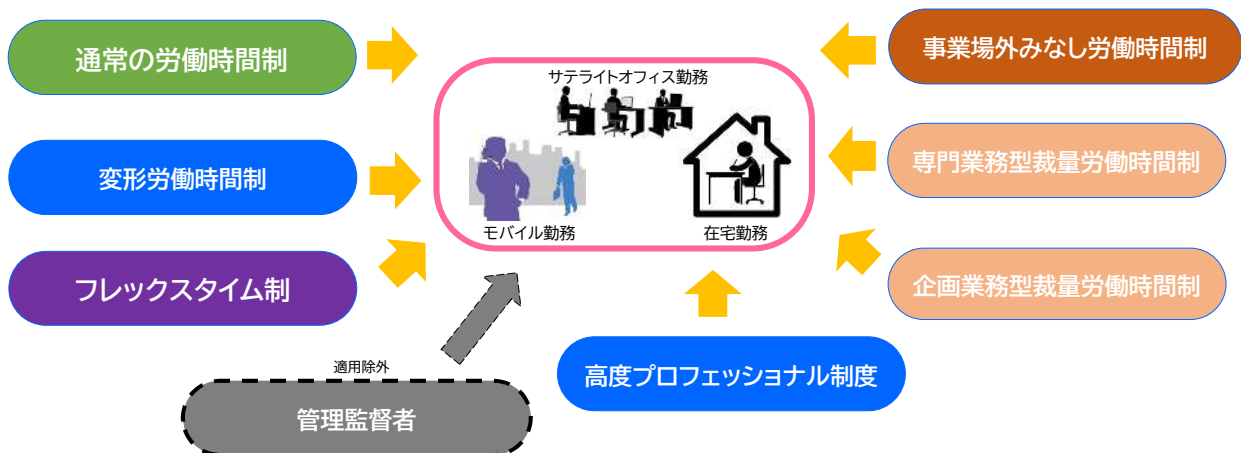 通常の労働時間制
変形労働時間制
フレックスタイム制
サテライトオフィス勤務
モバイル勤務
在宅勤務
事業場外みなし労働時間制
専門業務型裁量労働時間制
企画業務型裁量労働時間制
適用除外
管理監督者
高度プロフェッショナル制度